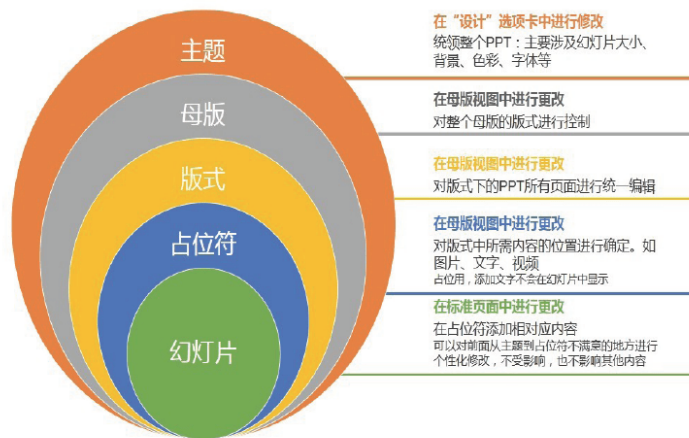 主题
母版
版式
占位符
幻灯片
在“设计”选项卡中进行修改
统领整个PPT：主要涉及幻灯片大小、
背景、色彩、字体等
在母版视图中进行更改
对整个母版的版式进行控制
在母版视图中进行更改
对版式下的PPT所有页面进行统一编辑
在母版视图中进行更改
对版式中所需内容的位置进行确定。如
图片、文字、视频
占位用，添加文字不会在幻灯片中显示
在标准页面中进行更改
在占位符添加相对应内容
可以对前面从主题到占位符不满意的地方进行
个性化修改，不受影响，也不影响其他内容